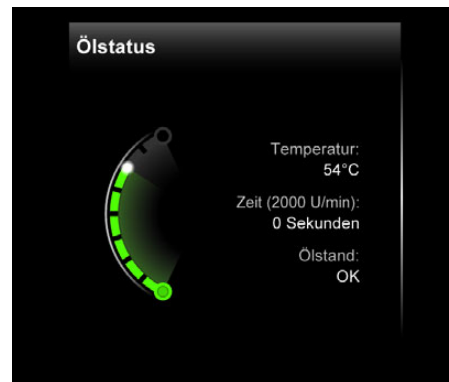 Ölstatus
Temperatur:
54°C
Zeit (2000 U/min):
0 Sekunden
Ölstand:
OK